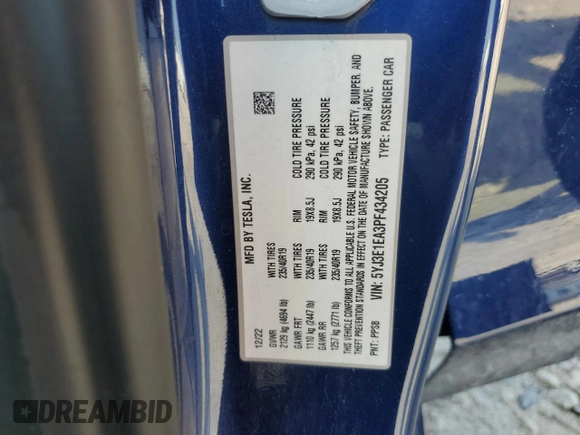 MFD BY TESLA, INC.
12/22
GVWR WITH TIRES RIM COLD TIRE PRESSURE
2129 kg (4694 lb) 235/40R19 19X8.5J 290 kPa, 42 psi
GAWR FRT WITH TIRES RIM COLD TIRE PRESSURE
1110 kg (2447 lb) 235/40R19 19X8.5J 290 kPa, 42 psi
GAWR RR
1257 kg (2771 lb) 235/40R19
THIS VEHICLE CONFORMS TO ALL APPLICABLE U.S. FEDERAL MOTOR VEHICLE SAFETY, BUMPER, AND
THEFT PREVENTION STANDARDS IN EFFECT ON THE DATE OF MANUFACTURE SHOWN ABOVE.
VIN: 5YJ3E1EA3PF434205 TYPE: PASSENGER CAR
PNT: PPSB
DREAMBID